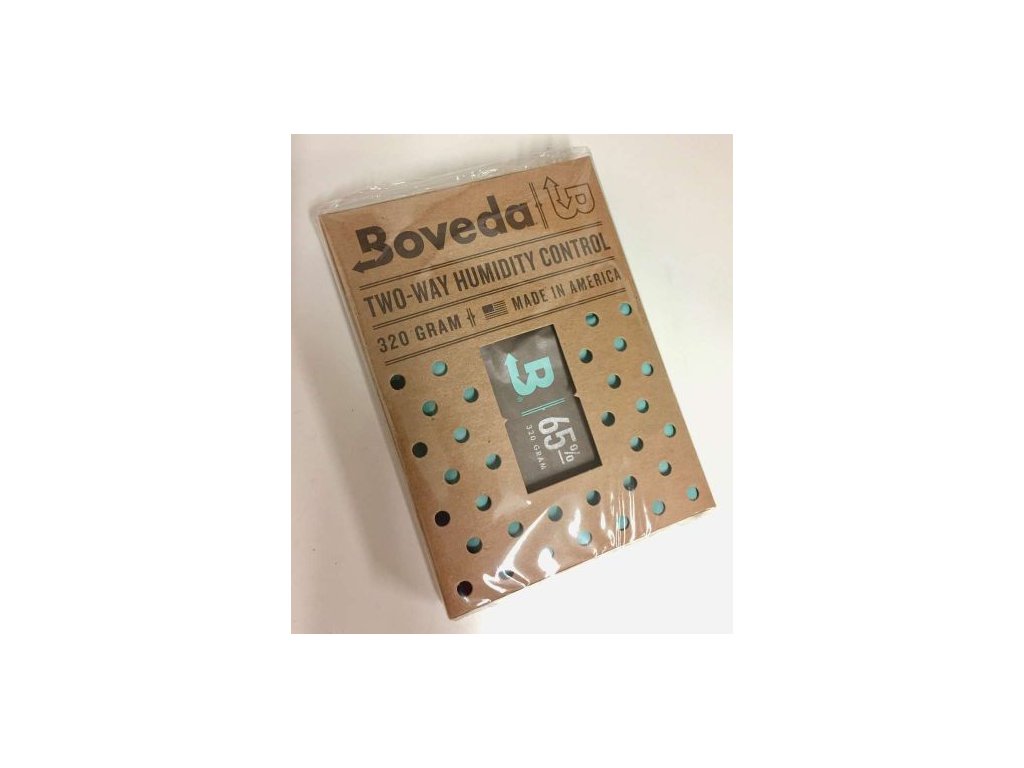 Boveda B
TWO-WAY HUMIDITY CONTROL
320 GRAM MADE IN AMERICA
B
65%
320 GRAM